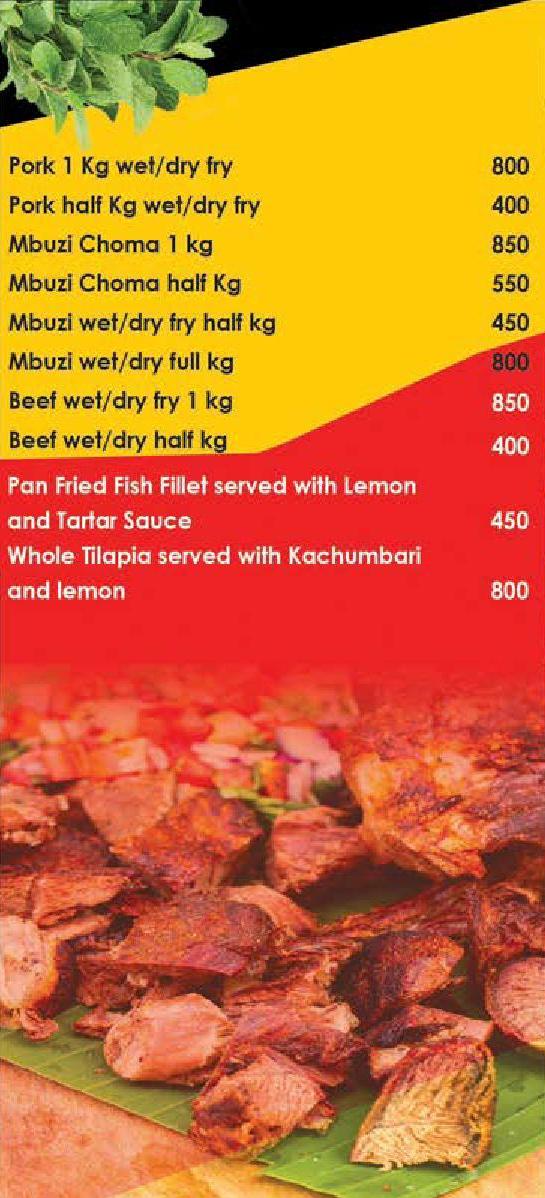 Pork 1 Kg wet/dry fry 800
Pork half Kg wet/dry fry 400
Mbuzi Choma 1 kg 850
Mbuzi Choma half Kg 550
Mbuzi wet/dry fry half kg 450
Mbuzi wet/dry full kg 800
Beef wet/dry fry 1 kg 850
Beef wet/dry half kg 400
Pan Fried Fish Fillet served with Lemon
and Tartar Sauce 450
Whole Tilapia served with Kachumbari
and lemon 800